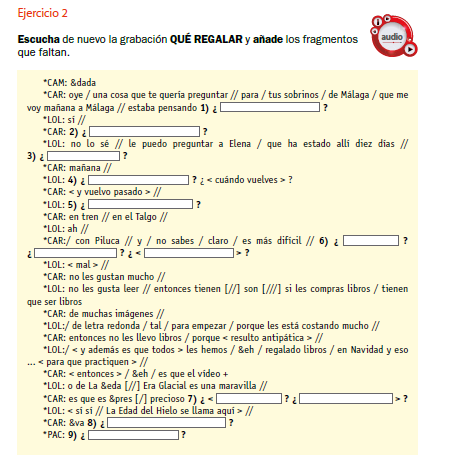 Ejercicio 2
Escucha de nuevo la grabación QUÉ REGALAR y añade los fragmentos
que faltan.
audio
*CAM: &dada
*CAR: oye / una cosa que te quería preguntar // para / tus sobrinos / de Málaga / que me
voy mañana a Málaga // estaba pensando 1) ¿ ?
*LOL: sí //
*CAR: 2) ¿ ?
*LOL: no lo sé // le puedo preguntar a Elena / que ha estado allí diez días //
3) ¿ ?
*CAR: mañana //
*LOL: 4) ¿ ? ¿ < cuándo vuelves > ?
*CAR: < y vuelvo pasado > //
*LOL: 5) ¿ ?
*CAR: en tren // en el Talgo //
*LOL: ah //
*CAR:/ con Piluca // y / no sabes / claro / es más difícil // 6) ¿ ?
¿ ? ¿ < > ?
*LOL: < mal > //
*CAR: no les gustan mucho //
*LOL: no les gusta leer // entonces tienen [//] son [///] si les compras libros / tienen
que ser libros
*CAR: de muchas imágenes //
*LOL:/ de letra redonda / tal / para empezar / porque les está costando mucho //
*CAR: entonces no les llevo libros / porque < resulto antipática > //
*LOL:/ < y además es que todos > les hemos / &eh / regalado libros / en Navidad y eso
... < para que practiquen > //
*CAR: < entonces > / &eh / es que el vídeo +
*LOL: o de La &eda [//] Era Glacial es una maravilla //
*CAR: es que es &pres [/] precioso 7) ¿ < ? ¿ > ?
*LOL: < sí sí // La Edad del Hielo se llama aquí > //
*CAR: &va 8) ¿ ?
*PAC: 9) ¿ ?